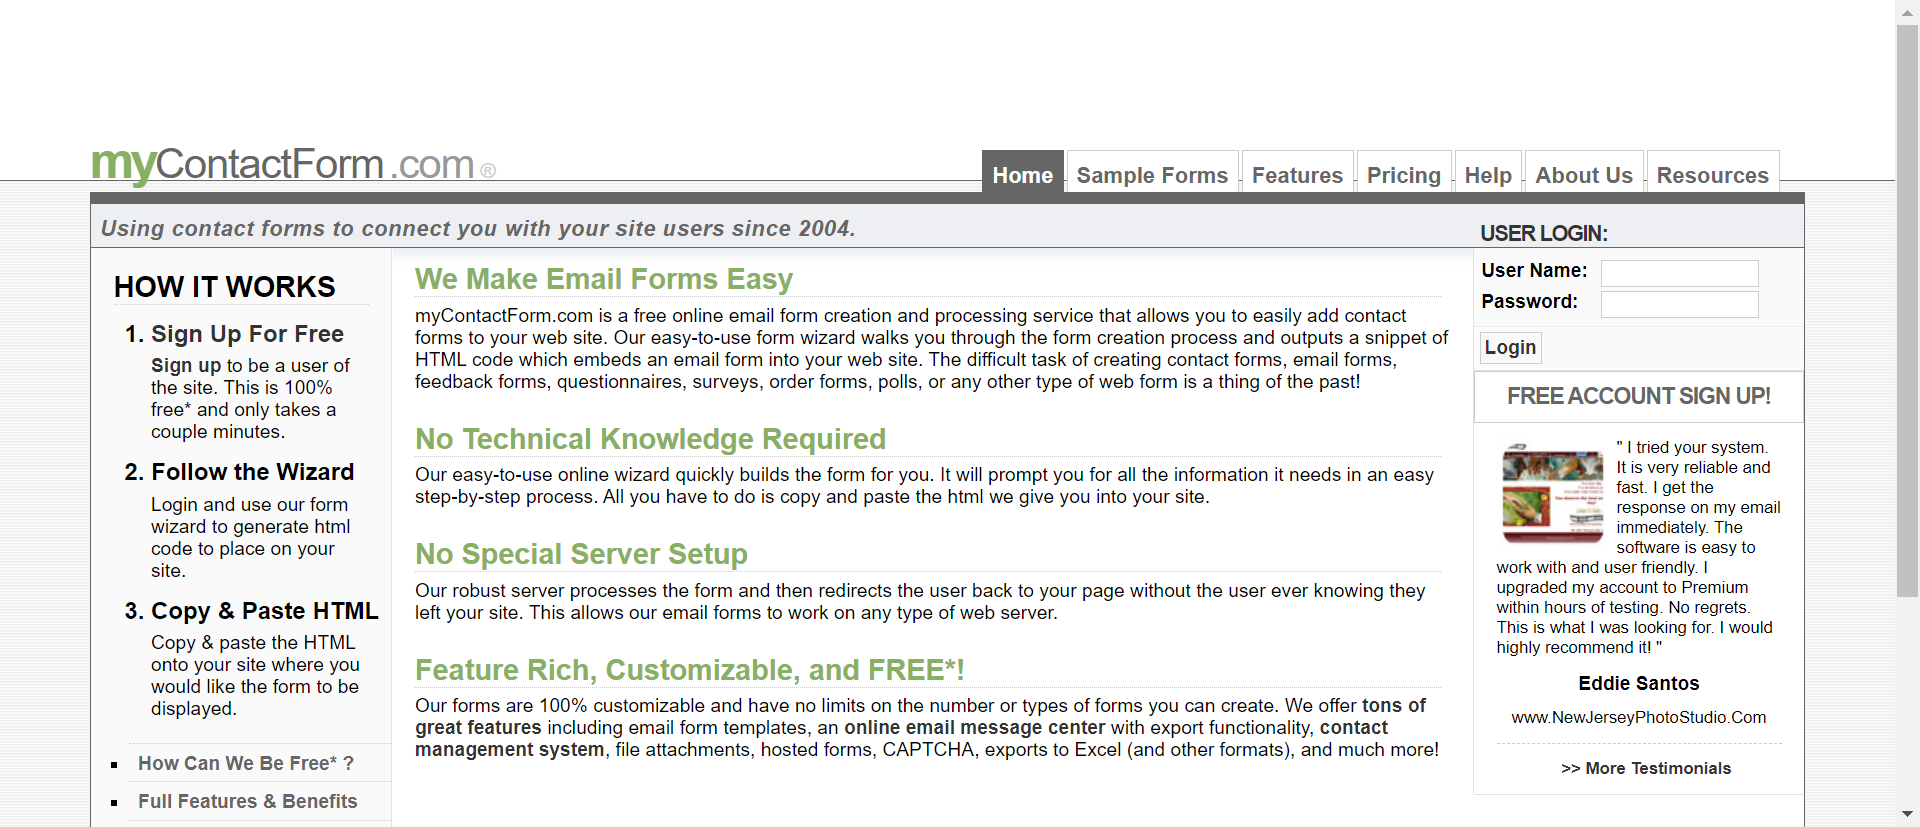 myContactForm.com ®
Home Sample Forms Features Pricing Help About Us Resources
Using contact forms to connect you with your site users since 2004.
HOW IT WORKS
1. Sign Up For Free
Sign up to be a user of
the site. This is 100%
free* and only takes a
couple minutes.
2. Follow the Wizard
Login and use our form
wizard to generate html
code to place on your
site.
3. Copy & Paste HTML
Copy & paste the HTML
onto your site where you
would like the form to be
displayed.
How Can We Be Free* ?
Full Features & Benefits
We Make Email Forms Easy
myContactForm.com is a free online email form creation and processing service that allows you to easily add contact
forms to your web site. Our easy-to-use form wizard walks you through the form creation process and outputs a snippet of
HTML code which embeds an email form into your web site. The difficult task of creating contact forms, email forms,
feedback forms, questionnaires, surveys, order forms, polls, or any other type of web form is a thing of the past!
No Technical Knowledge Required
Our easy-to-use online wizard quickly builds the form for you. It will prompt you for all the information it needs in an easy
step-by-step process. All you have to do is copy and paste the html we give you into your site.
No Special Server Setup
Our robust server processes the form and then redirects the user back to your page without the user ever knowing they
left your site. This allows our email forms to work on any type of web server.
Feature Rich, Customizable, and FREE*!
Our forms are 100% customizable and have no limits on the number or types of forms you can create. We offer tons of
great features including email form templates, an online email message center with export functionality, contact
management system, file attachments, hosted forms, CAPTCHA, exports to Excel (and other formats), and much more!
USER LOGIN:
User Name:
Password:
Login
FREE ACCOUNT SIGN UP!
" I tried your system.
It is very reliable and
fast. I get the
response on my email
immediately. The
software is easy to
work with and user friendly. I
upgraded my account to Premium
within hours of testing. No regrets.
This is what I was looking for. I would
highly recommend it! "
Eddie Santos
www.NewJerseyPhotoStudio.Com
>> More Testimonials